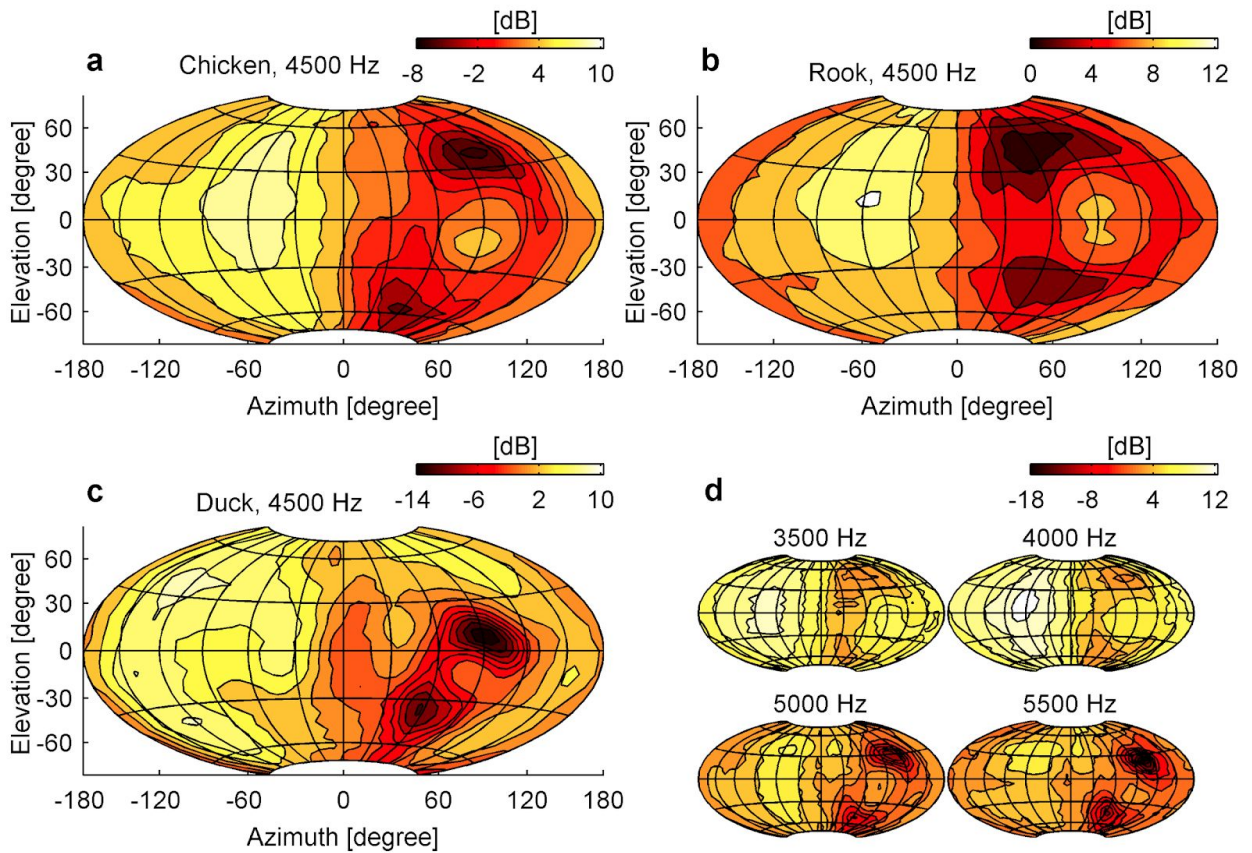 a
Chicken, 4500 Hz
[dB]
-8 -2 4 10
Elevation [degree]
60
30
0
-30
-60
-180 -60 0 60 120 180
Azimuth [degree]
b
Rook, 4500 Hz
[dB]
0 4 8 12
Elevation [degree]
60
30
0
-30
-60
-180 -120 -60 0 60 120 180
Azimuth [degree]
c
Duck, 4500 Hz
[dB]
-14 -6 2 10
Elevation [degree]
60
30
0
-30
-60
-180 -120 -60 0 60 120 180
Azimuth [degree]
d
[dB]
-18 -8 4 12
3500 Hz 4000 Hz
5000 Hz 5500 Hz